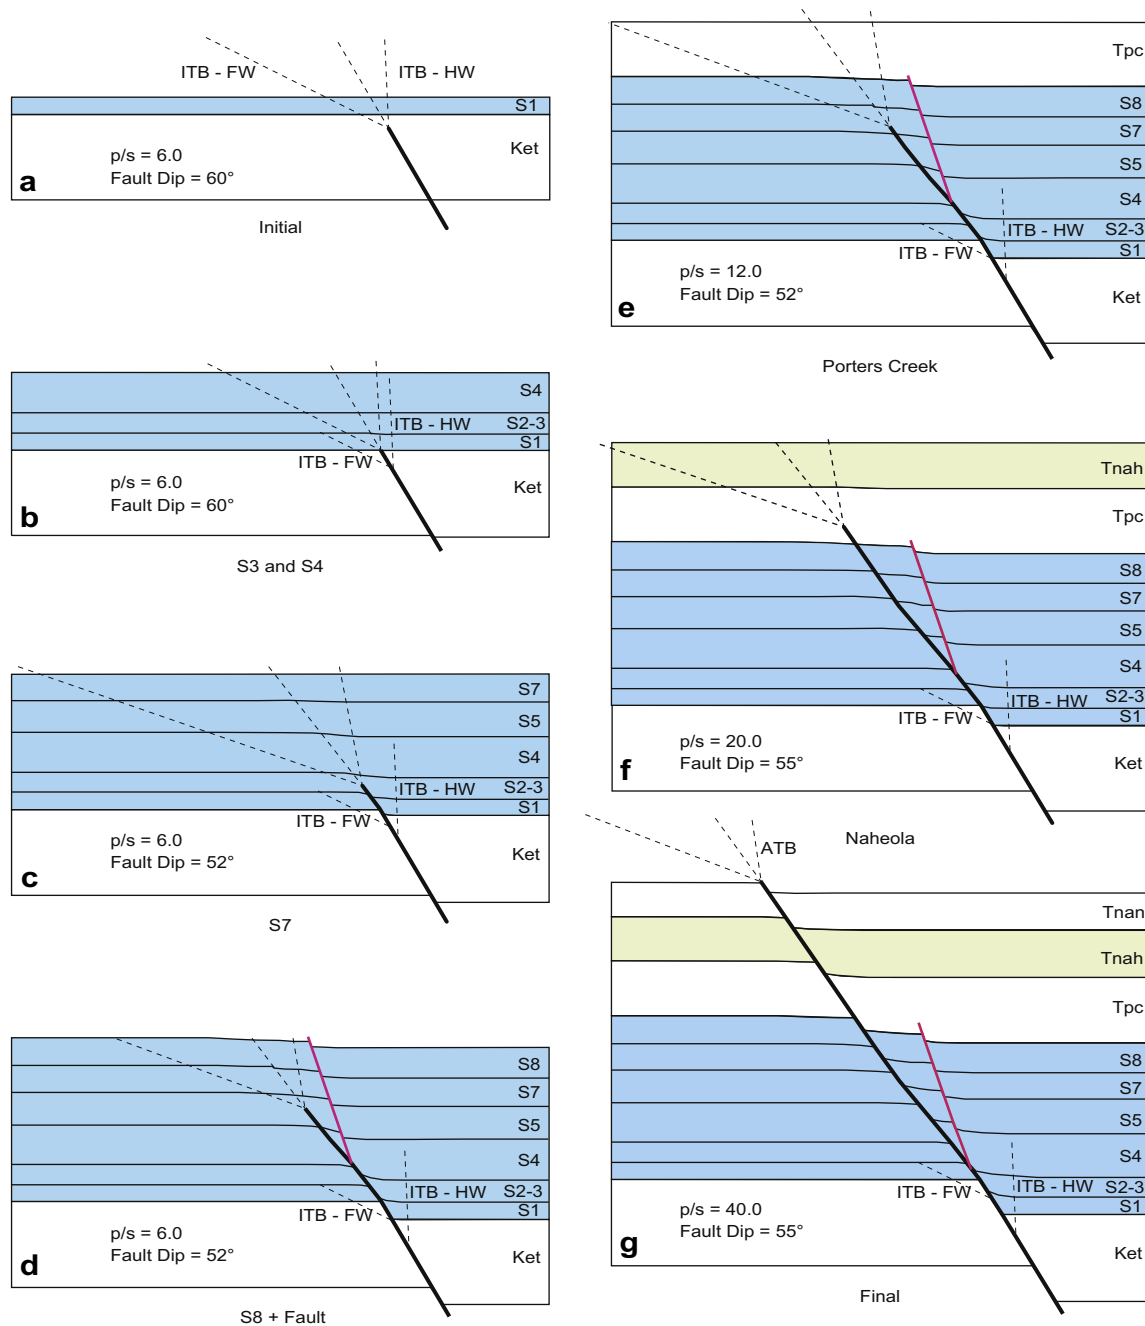 ITB - FW
ITB - HW
S1
Ket
p/s = 6.0
Fault Dip = 60°
a
Initial
S4
ITB - HW
S2-3
S1
ITB - FW
Ket
p/s = 6.0
Fault Dip = 60°
b
S3 and S4
S7
S5
S4
ITB - HW
S2-3
S1
ITB - FW
Ket
p/s = 6.0
Fault Dip = 52°
c
S7
S8
S7
S5
S4
ITB - HW
S2-3
S1
ITB - FW
Ket
p/s = 6.0
Fault Dip = 52°
d
S8 + Fault
Tpc
S8
S7
S5
S4
ITB - HW
S2-3
S1
ITB - FW
Ket
p/s = 12.0
Fault Dip = 52°
e
Porters Creek
Tnah
Tpc
S8
S7
S5
S4
ITB - HW
S2-3
S1
ITB - FW
Ket
p/s = 20.0
Fault Dip = 55°
f
Naheola
ATB
Tnan
Tnah
Tpc
S8
S7
S5
S4
ITB - HW
S2-3
S1
ITB - FW
Ket
p/s = 40.0
Fault Dip = 55°
g
Final